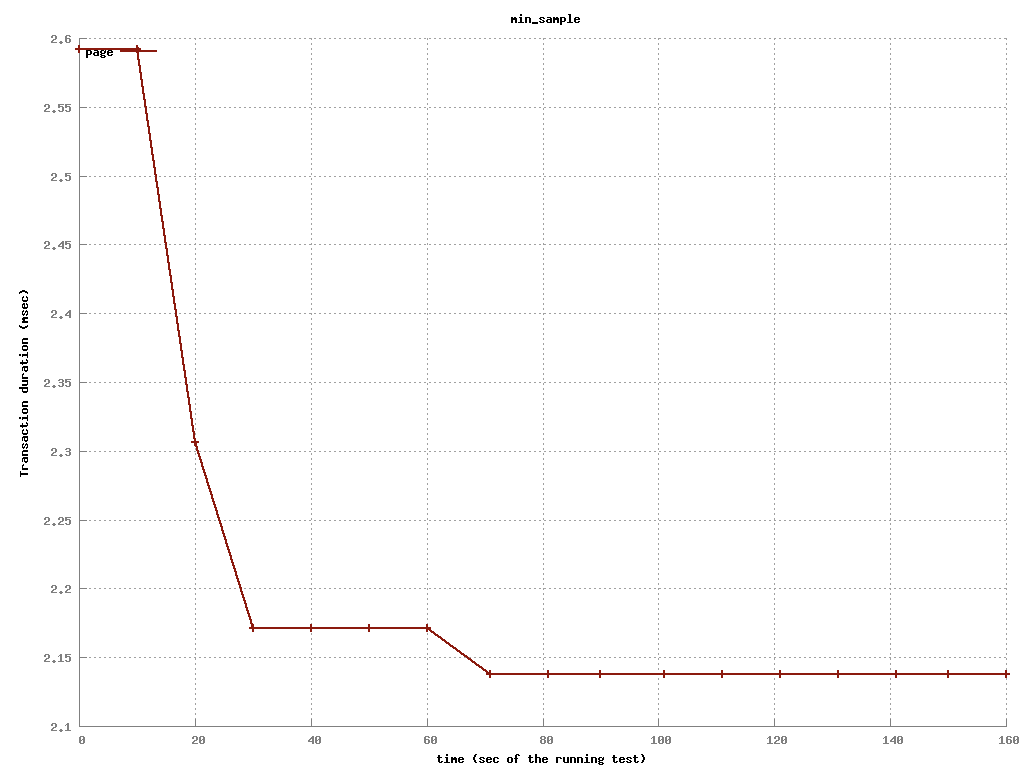 min_sample
2.6
page
2.55
2.5
2.45
2.4
2.35
2.3
2.25
2.2
2.15
2.1
Transaction duration (msec)
0 20 40 60 80 100 120 140 160
time (sec of the running test)